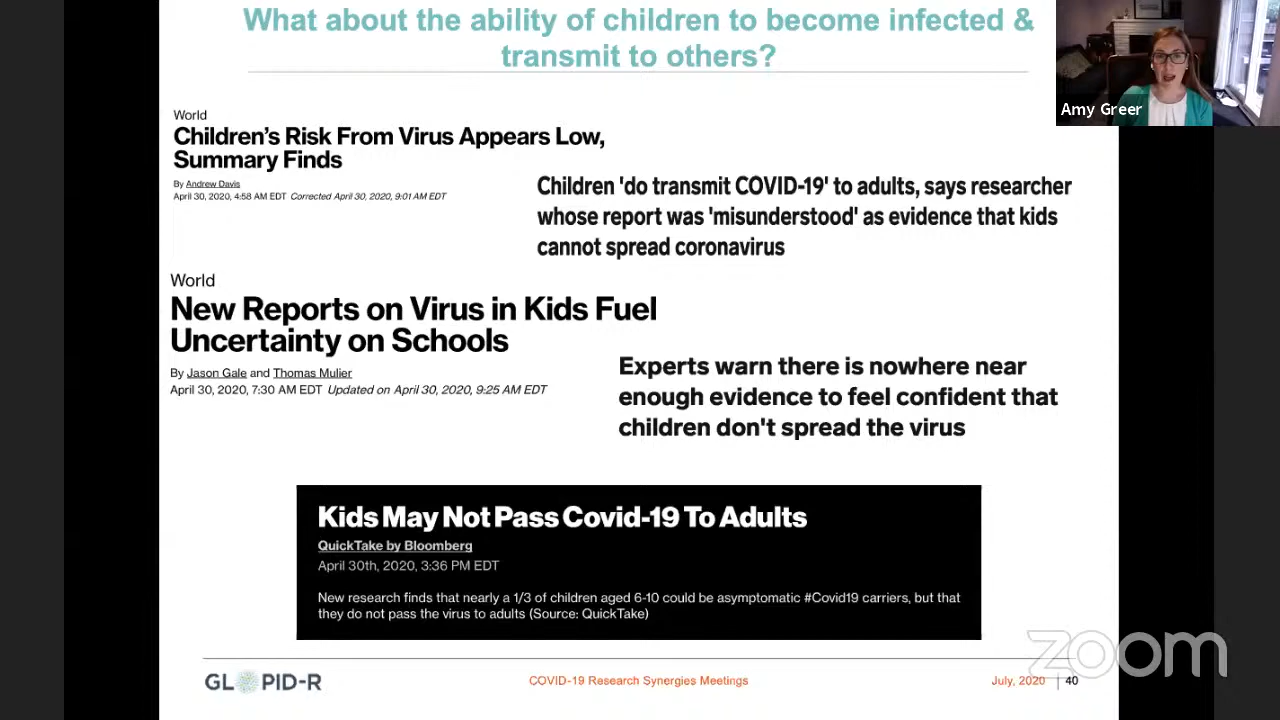 What about the ability of children to become infected &
transmit to others?
Amy Greer
World
Children's Risk From Virus Appears Low,
Summary Finds
By Andrew Davis
April 30, 2020, 4:58 AM EDT Corrected April 30, 2020, 9:01 AM EDT
Children 'do transmit COVID-19' to adults, says researcher
whose report was 'misunderstood' as evidence that kids
cannot spread coronavirus
World
New Reports on Virus in Kids Fuel
Uncertainty on Schools
By Jason Gale and Thomas Mulier
April 30, 2020, 7:30 AM EDT Updated on April 30, 2020, 9:25 AM EDT
Experts warn there is nowhere near
enough evidence to feel confident that
children don't spread the virus
Kids May Not Pass Covid-19 To Adults
QuickTake by Bloomberg
April 30th, 2020, 3:36 PM EDT
New research finds that nearly a 1/3 of children aged 6-10 could be asymptomatic #Covid19 carriers, but that
they do not pass the virus to adults (Source: QuickTake)
zoom
GLOPID-R
COVID-19 Research Synergies Meetings
July, 2020 40